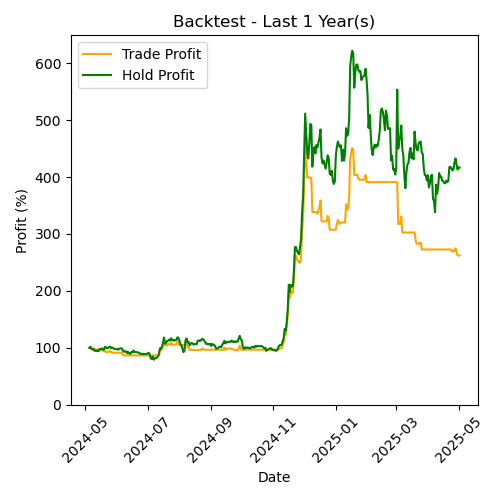 Backtest - Last 1 Year(s)
Trade Profit
Hold Profit
Profit (%)
600
500
400
300
200
100
0
2024-05
2024-07
2024-09
2024-11
2025-01
2025-03
2025-05
Date